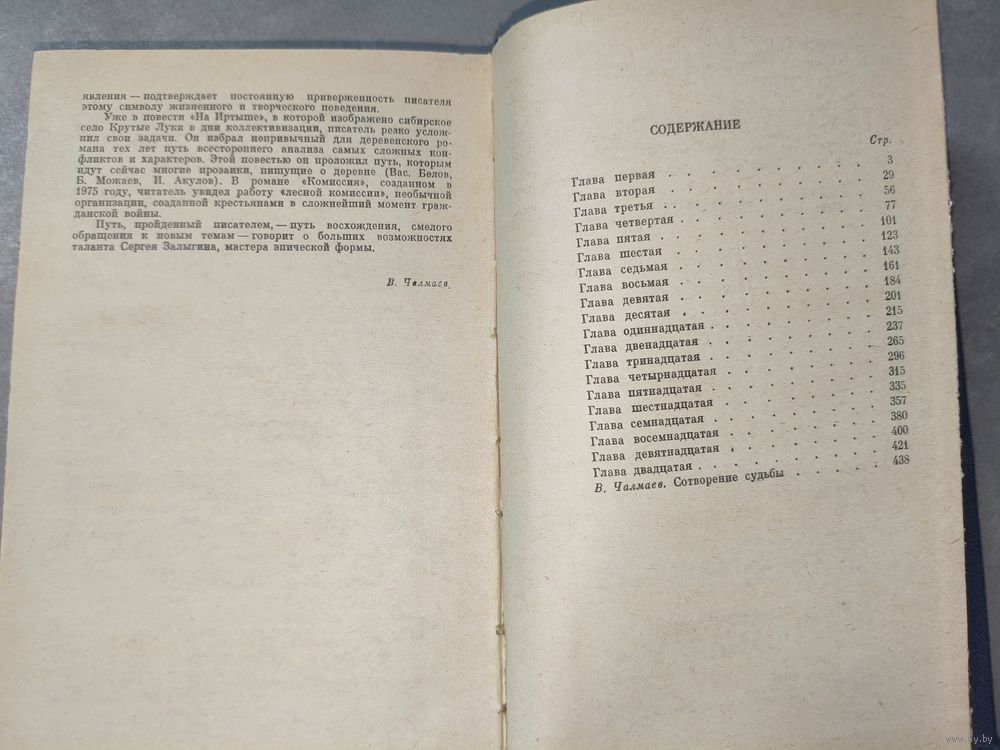 явления — подтверждает постоянную приверженность писателя
этому символу жизненного и творческого поведения.
Уже в повести «На Иртыше», в которой изображено сибирское
село Крутые Луки в дни коллективизации, писатель резко услож-
нил свои задачи. Он избрал непривычный для деревенского ро-
мана тех лет путь всестороннего анализа самых сложных кон-
фликтов и характеров. Этой повестью он проложил путь, которым
идут сейчас многие прозаики, пишущие о деревне (Вас. Белов,
Б. Можаев, И. Акулов). В романе «Комиссия», созданном в
1975 году, читатель увидел работу «лесной комиссии», необычной
организации, созданной крестьянами в сложнейший момент граж-
данской войны.
Путь, пройденный писателем, — путь восхождения, смелого
обращения к новым темам — говорит о больших возможностях
таланта Сергея Залыгина, мастера эпической формы.
В. Чалмаев.
СОДЕРЖАНИЕ
Стр.
Глава первая . . . . . . . . 3
Глава вторая . . . . . . . . 29
Глава третья . . . . . . . . 56
Глава четвертая . . . . . . . . 77
Глава пятая . . . . . . . . 101
Глава шестая . . . . . . . . 123
Глава седьмая . . . . . . . . 143
Глава восьмая . . . . . . . . 161
Глава девятая . . . . . . . . 184
Глава десятая . . . . . . . . 201
Глава одиннадцатая . . . . . . . 215
Глава двенадцатая . . . . . . . 237
Глава тринадцатая . . . . . . . 265
Глава четырнадцатая . . . . . . . 296
Глава пятнадцатая . . . . . . . 315
Глава шестнадцатая . . . . . . . 335
Глава семнадцатая . . . . . . . 357
Глава восемнадцатая . . . . . . . 380
Глава девятнадцатая . . . . . . . 400
Глава двадцатая . . . . . . . . 421
В. Чалмаев. Сотворение судьбы . . . . . 438
www.ay.by